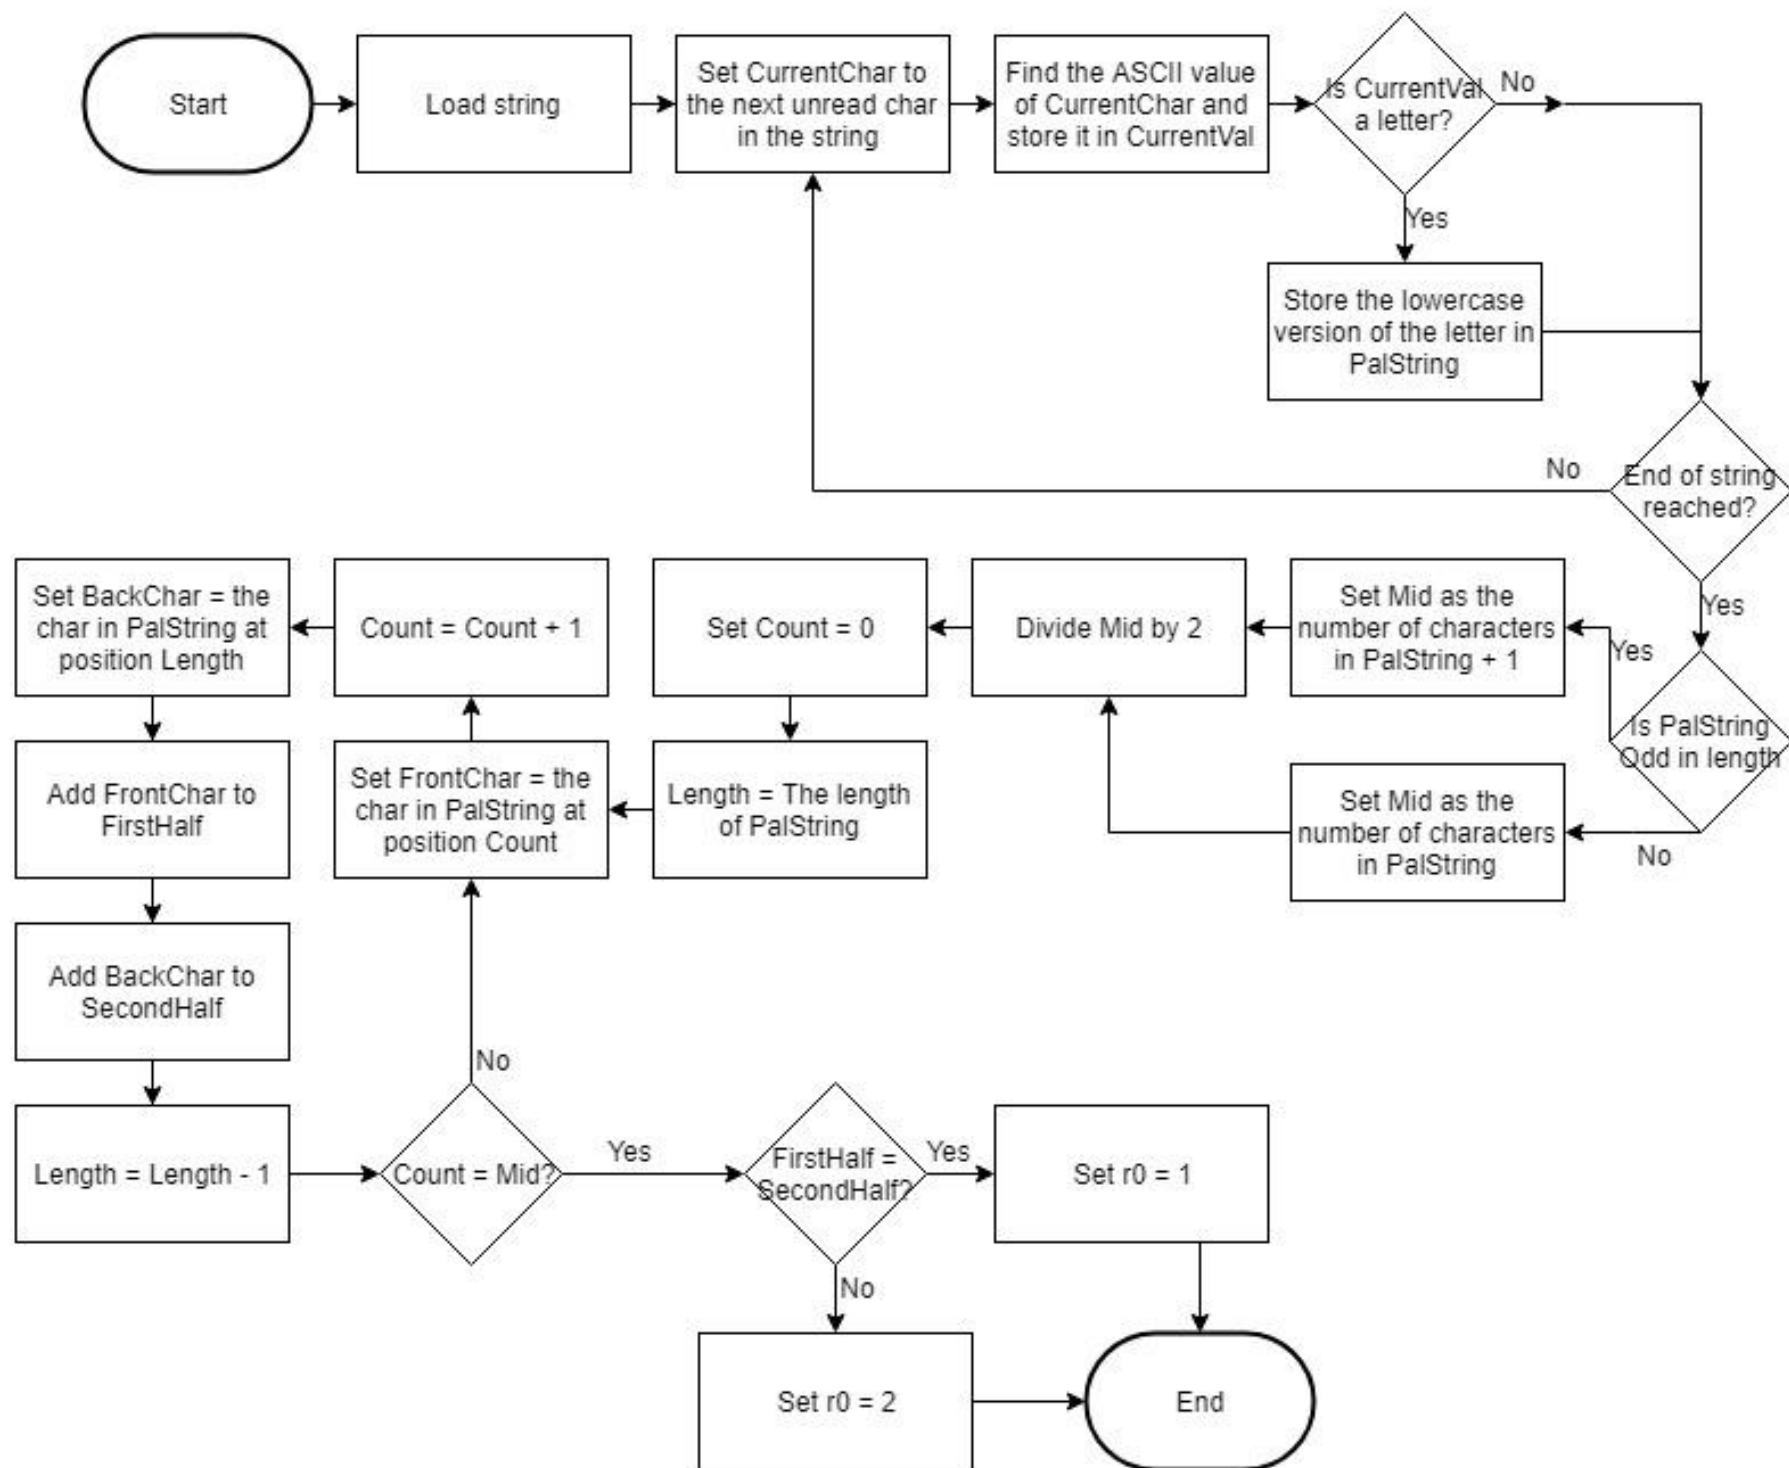 Start
Load string
Set CurrentChar to
the next unread char
in the string
Find the ASCII value
of CurrentChar and
store it in CurrentVal
Is CurrentVal
a letter?
No
Yes
Store the lowercase
version of the letter in
PalString
No
End of string
reached?
Yes
Is PalString
Odd in length
Yes
No
Set Mid as the
number of characters
in PalString + 1
Set Mid as the
number of characters
in PalString
Divide Mid by 2
Set Count = 0
Length = The length
of PalString
Set FrontChar = the
char in PalString at
position Count
Count = Count + 1
Set BackChar = the
char in PalString at
position Length
Add FrontChar to
FirstHalf
Add BackChar to
SecondHalf
Length = Length - 1
Count = Mid?
No
Yes
FirstHalf =
SecondHalf?
Yes
No
Set r0 = 1
Set r0 = 2
End